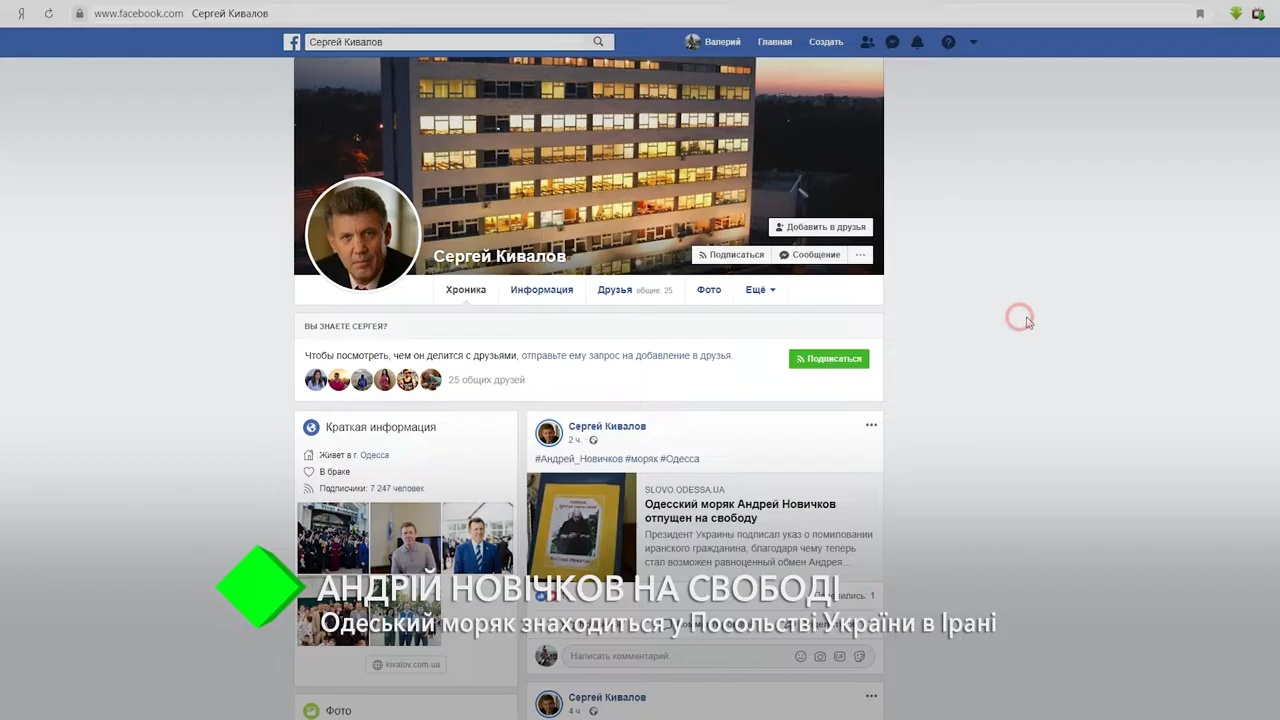 www.facebook.com Сергей Кивалов
Сергей Кивалов
Валерий Главная Создать
Добавить в друзья
Сергей Кивалов
Подписаться Сообщение
Хроника Информация Друзья общие: 25 Фото Ещё
ВЫ ЗНАЕТЕ СЕРГЕЯ?
Чтобы посмотреть, чем он делится с друзьями, отправьте ему запрос на добавление в друзья.
Подписаться
25 общих друзей
Краткая информация
Живет в г. Одесса
В браке
Подписчики: 7 247 человек
kivalov.com.ua
Фото
Сергей Кивалов
2 ч.
#Андрей_Новичков #моряк #Одесса
SLOVO.ODESSA.UA
Одесский моряк Андрей Новичков
отпущен на свободу
Президент Украины подписал указ о помиловании
иранского гражданина, благодаря чему теперь
стал возможен равноценный обмен Андрея...
АНДРІЙ НОВІЧКОВ НА СВОБОДІ
Одеський моряк знаходиться у Посольстві України в Ірані
Написать комментарий...
GIF
Сергей Кивалов
4 ч.